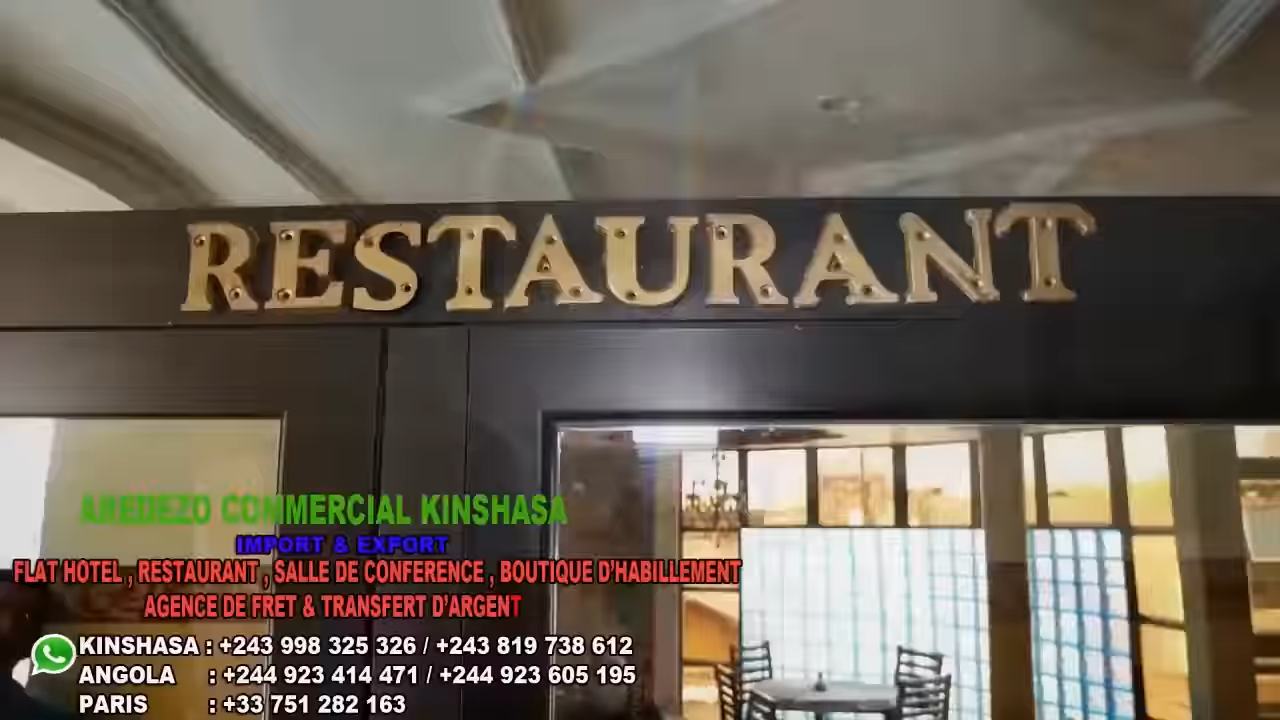 RESTAURANT
AREDEZO COMMERCIAL KINSHASA
IMPORT & EXPORT
FLAT HOTEL , RESTAURANT , SALLE DE CONFERENCE , BOUTIQUE D'HABILLEMENT
AGENCE DE FRET & TRANSFERT D'ARGENT
KINSHASA : +243 998 325 326 / +243 819 738 612
ANGOLA : +244 923 414 471 / +244 923 605 195
PARIS : +33 751 282 163